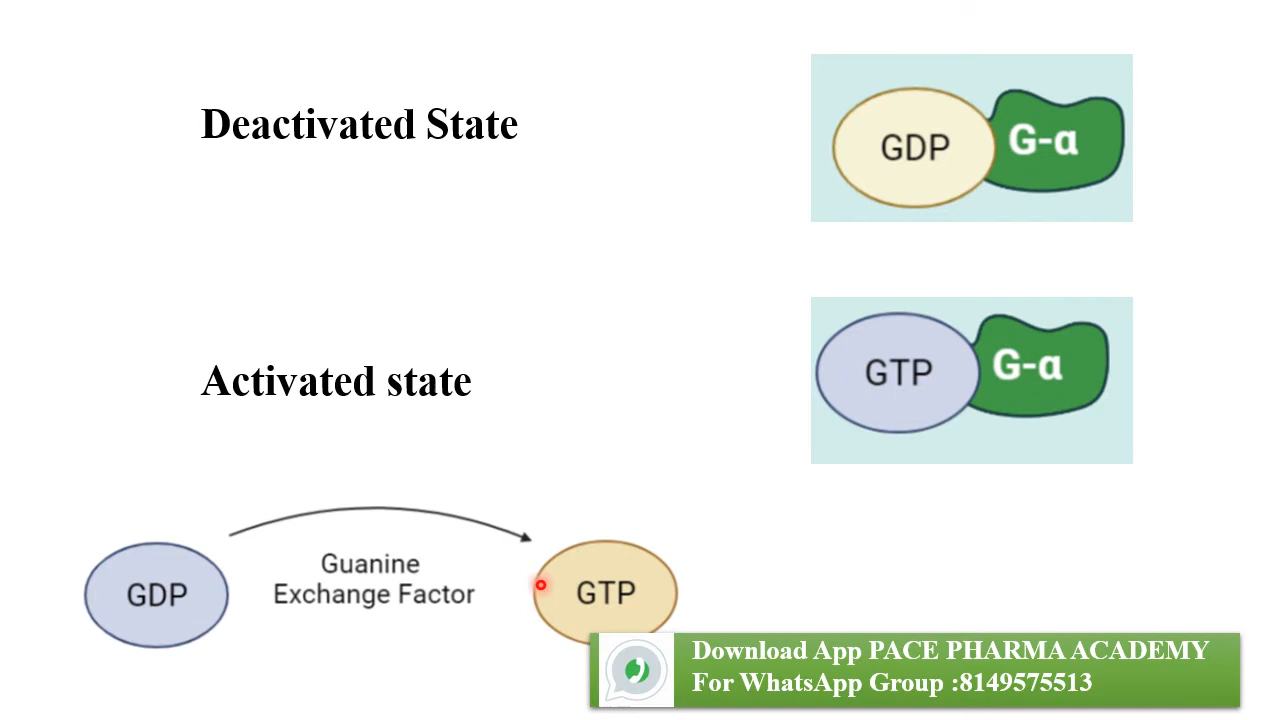 Deactivated State
GDP
G-α
Activated state
GTP
G-α
GDP
Guanine
Exchange Factor
GTP
Download App PACE PHARMA ACADEMY
For WhatsApp Group :8149575513